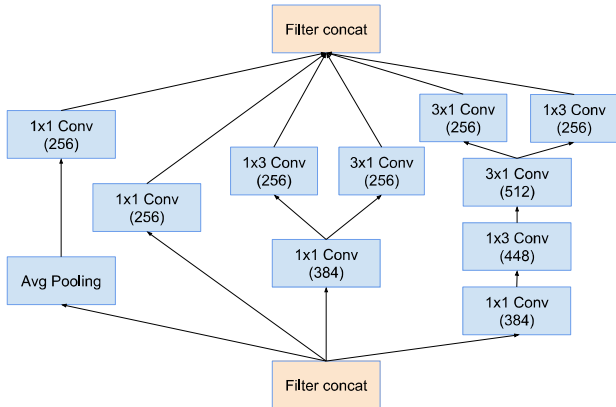 Filter concat
1x1 Conv
(256)
3x1 Conv
(256)
1x3 Conv
(256)
1x1 Conv
(256)
1x3 Conv
(256)
3x1 Conv
(256)
3x1 Conv
(512)
Avg Pooling
1x1 Conv
(384)
1x3 Conv
(448)
1x1 Conv
(384)
Filter concat